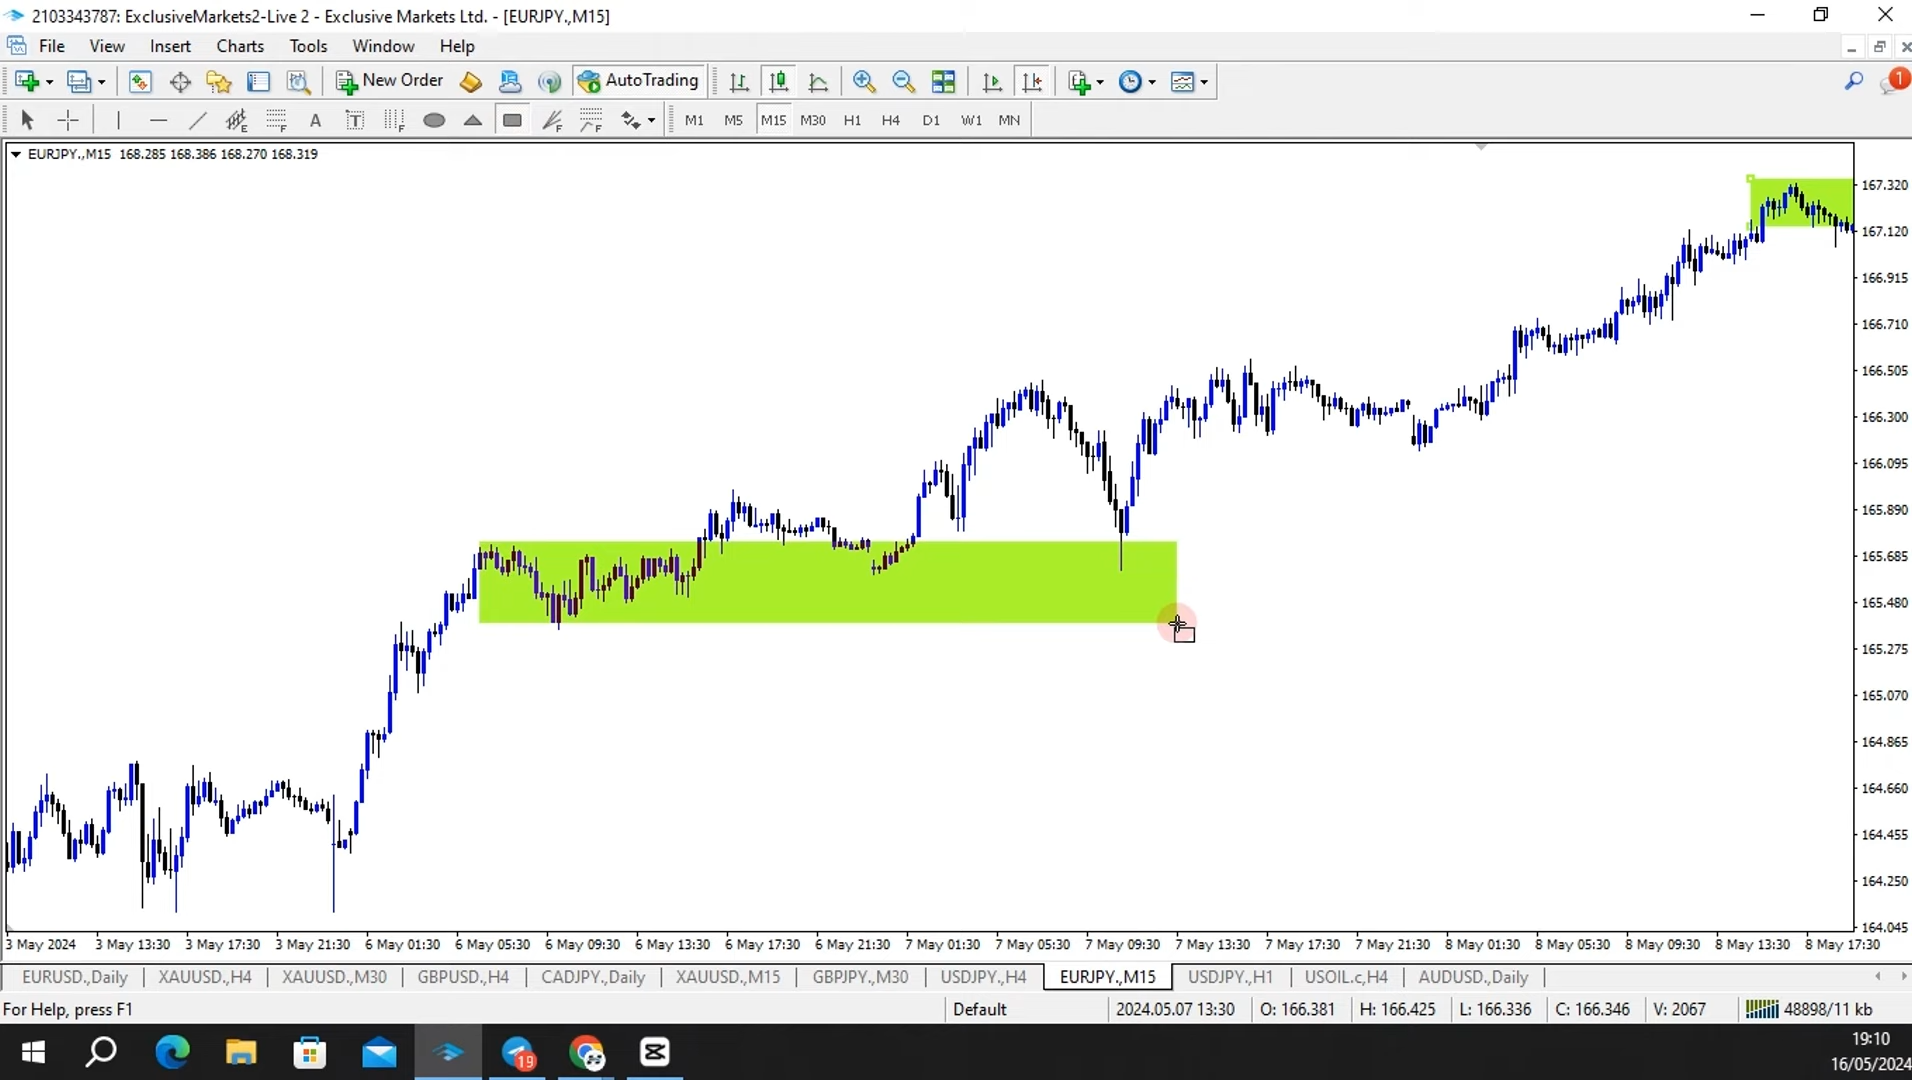 2103343787: ExclusiveMarkets2-Live 2 - Exclusive Markets Ltd. - [EURJPY.,M15]
File View Insert Charts Tools Window Help
New Order AutoTrading 1
A T E F F F F M1 M5 M15 M30 H1 H4 D1 W1 MN
EURJPY.,M15 168.285 168.386 168.270 168.319
167.320
167.120
166.915
166.710
166.505
166.300
166.095
165.890
165.685
165.480
165.275
165.070
164.865
164.660
164.455
164.250
164.045
3 May 2024 3 May 13:30 3 May 17:30 3 May 21:30 6 May 01:30 6 May 05:30 6 May 09:30 6 May 13:30 6 May 17:30 6 May 21:30 7 May 01:30 7 May 05:30 7 May 09:30 7 May 13:30 7 May 17:30 7 May 21:30 8 May 01:30 8 May 05:30 8 May 09:30 8 May 13:30 8 May 17:30
EURUSD.,Daily XAUUSD.,H4 XAUUSD.,M30 GBPUSD.,H4 CADJPY.,Daily XAUUSD.,M15 GBPJPY.,M30 USDJPY.,H4 EURJPY.,M15 USDJPY.,H1 USOIL.c,H4 AUDUSD.,Daily
For Help, press F1 Default 2024.05.07 13:30 O: 166.381 H: 166.425 L: 166.336 C: 166.346 V: 2067 48898/11 kb
19
19:10
16/05/2024